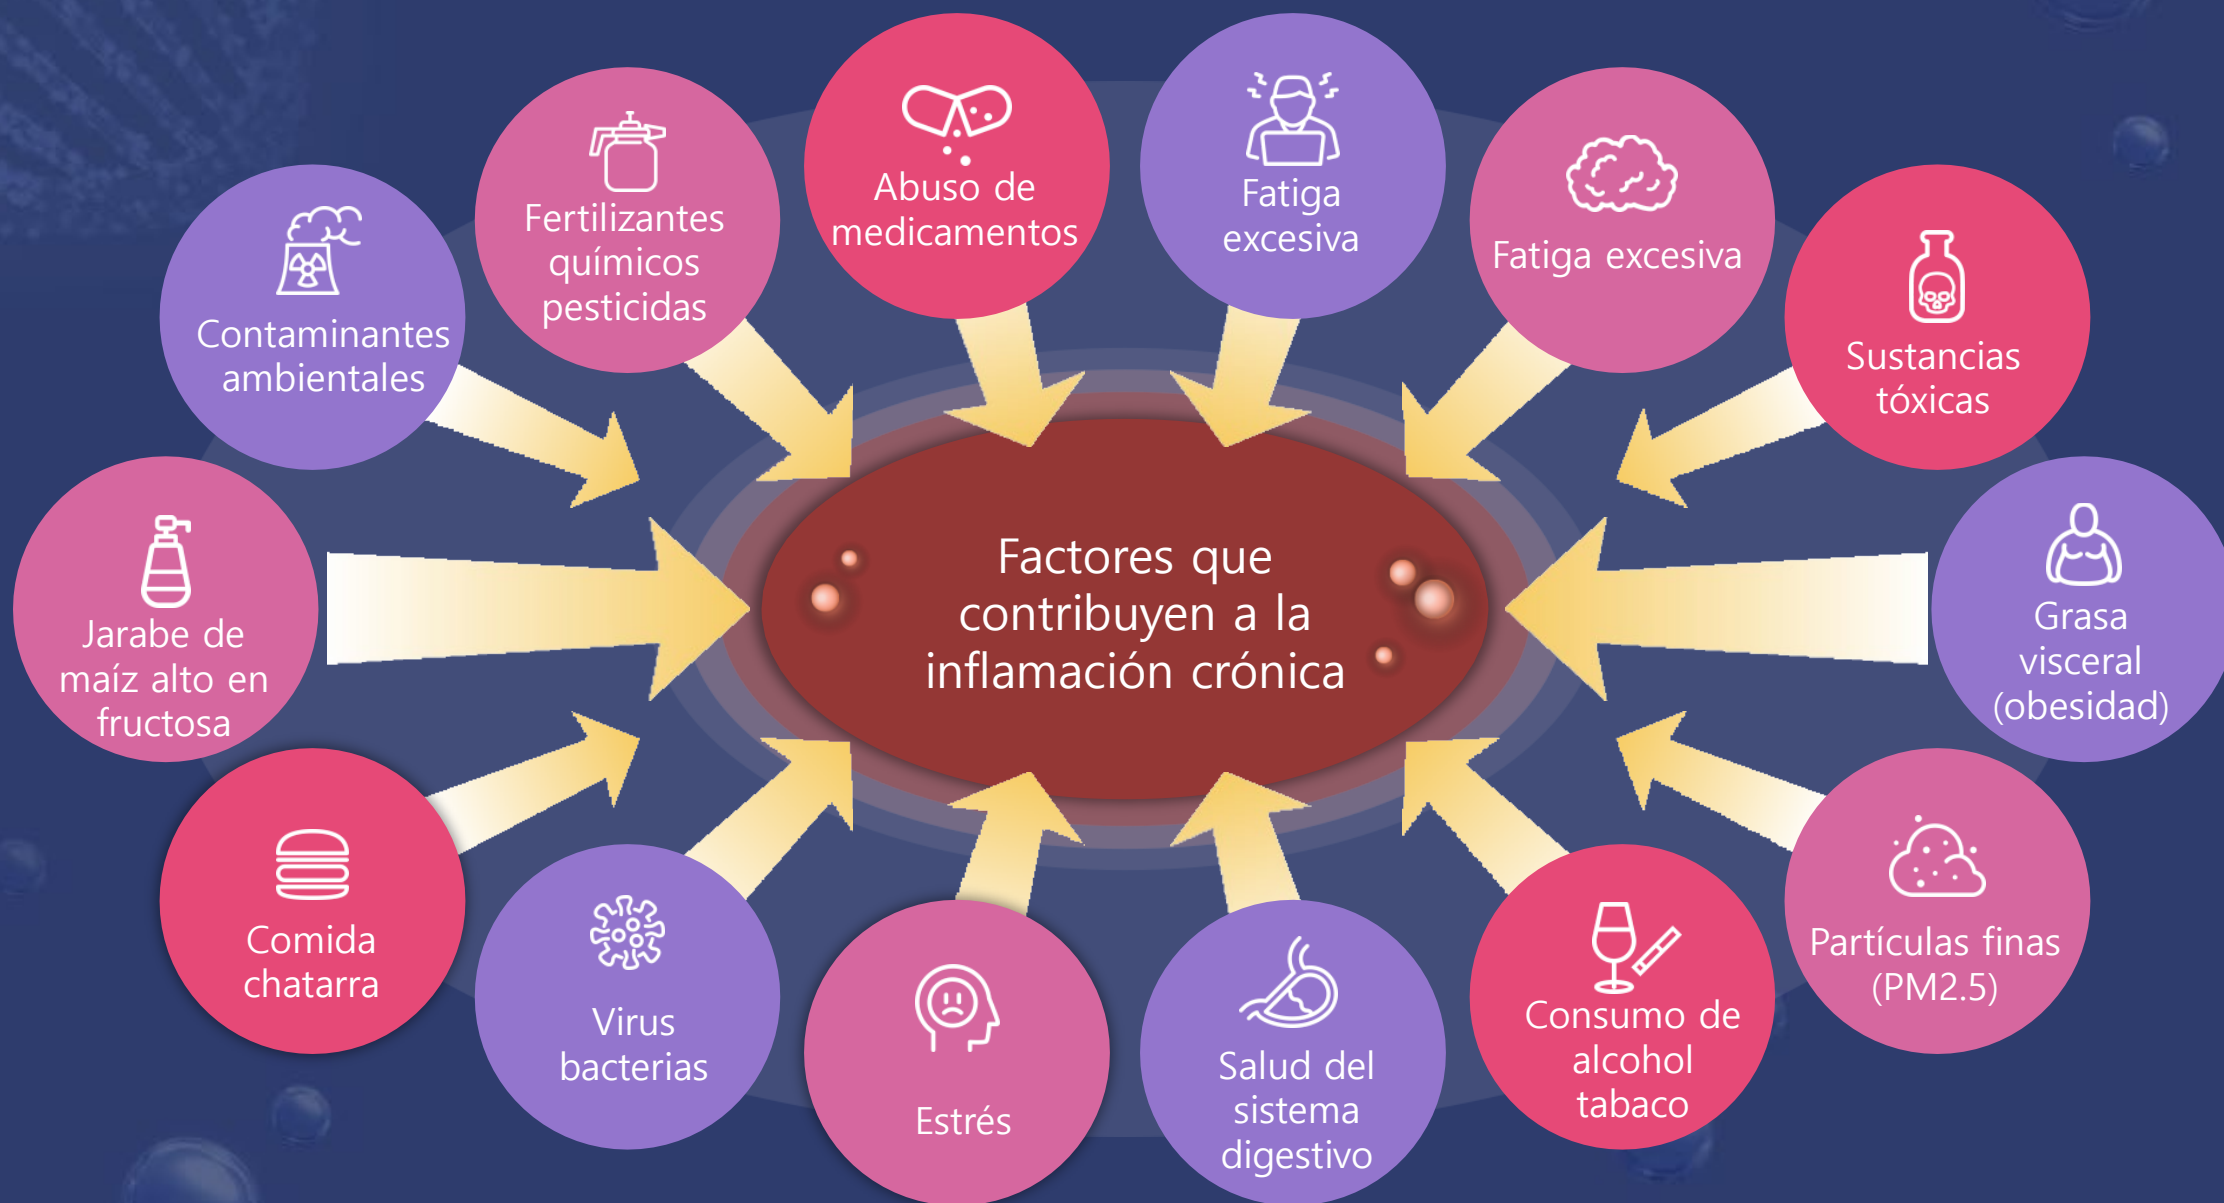 Abuso de
medicamentos
Fatiga
excesiva
Fertilizantes
químicos
pesticidas
Fatiga excesiva
Contaminantes
ambientales
Sustancias
tóxicas
Factores que
contribuyen a la
inflamación crónica
Jarabe de
maíz alto en
fructosa
Grasa
visceral
(obesidad)
Comida
chatarra
Partículas finas
(PM2.5)
Virus
bacterias
Estrés
Salud del
sistema
digestivo
Consumo de
alcohol
tabaco